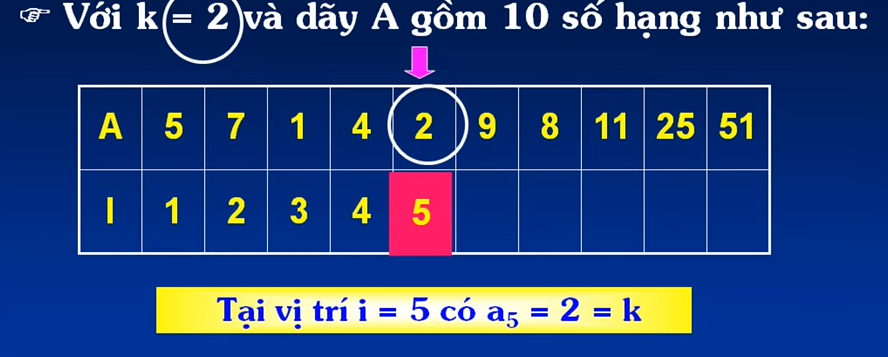 ☞ Với k = 2 và dãy A gồm 10 số hạng như sau:
A 5 7 1 4 2 9 8 11 25 51
I 1 2 3 4 5
Tại vị trí i = 5 có a₅ = 2 = k